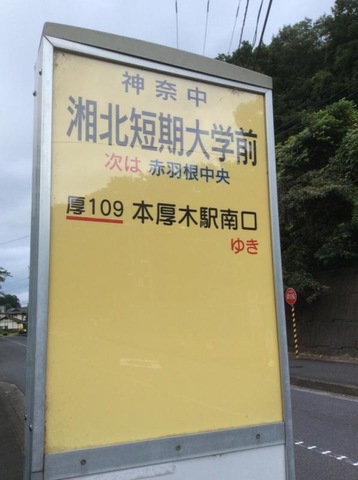 神奈中
湘北短期大学前
次は 赤羽根中央
厚109 本厚木駅南口
ゆき